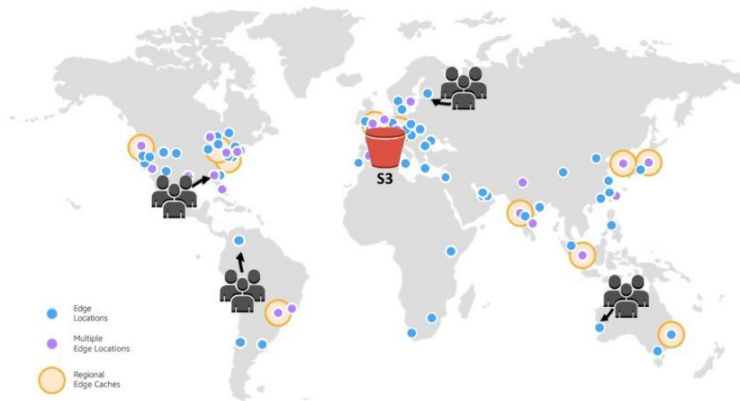 S3
Edge
Locations
Multiple
Edge Locations
Regional
Edge Caches